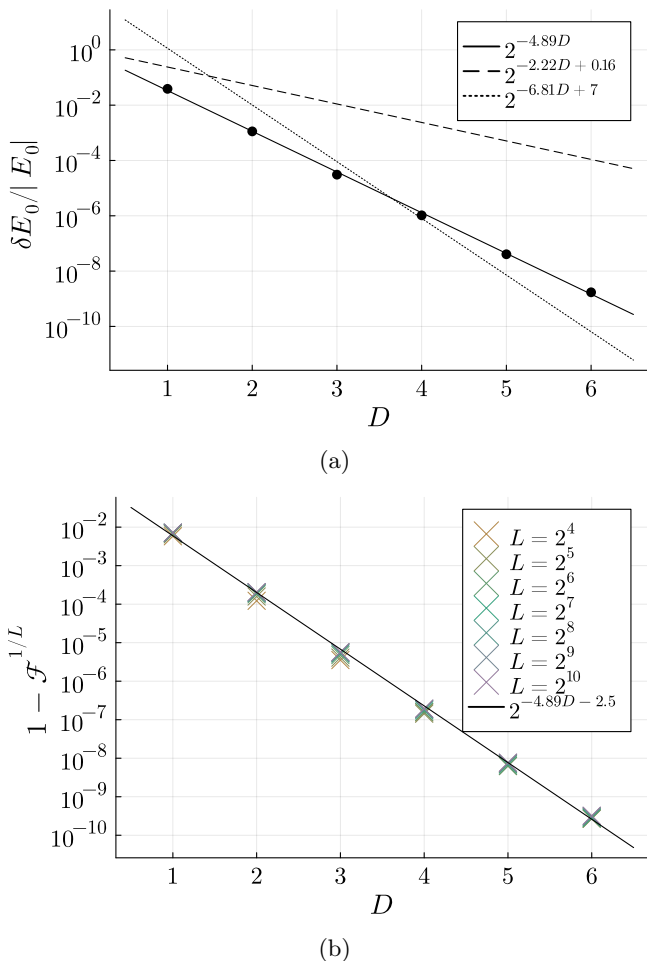 10^0
10^{-2}
10^{-4}
10^{-6}
10^{-8}
10^{-10}
δE_0/|E_0|
2^{-4.89D}
2^{-2.22D + 0.16}
2^{-6.81D + 7}
1 2 3 4 5 6
D
(a)
10^{-2}
10^{-3}
10^{-4}
10^{-5}
10^{-6}
10^{-7}
10^{-8}
10^{-9}
10^{-10}
1 − ℱ^{1/L}
L = 2^4
L = 2^5
L = 2^6
L = 2^7
L = 2^8
L = 2^9
L = 2^{10}
2^{-4.89D − 2.5}
1 2 3 4 5 6
D
(b)